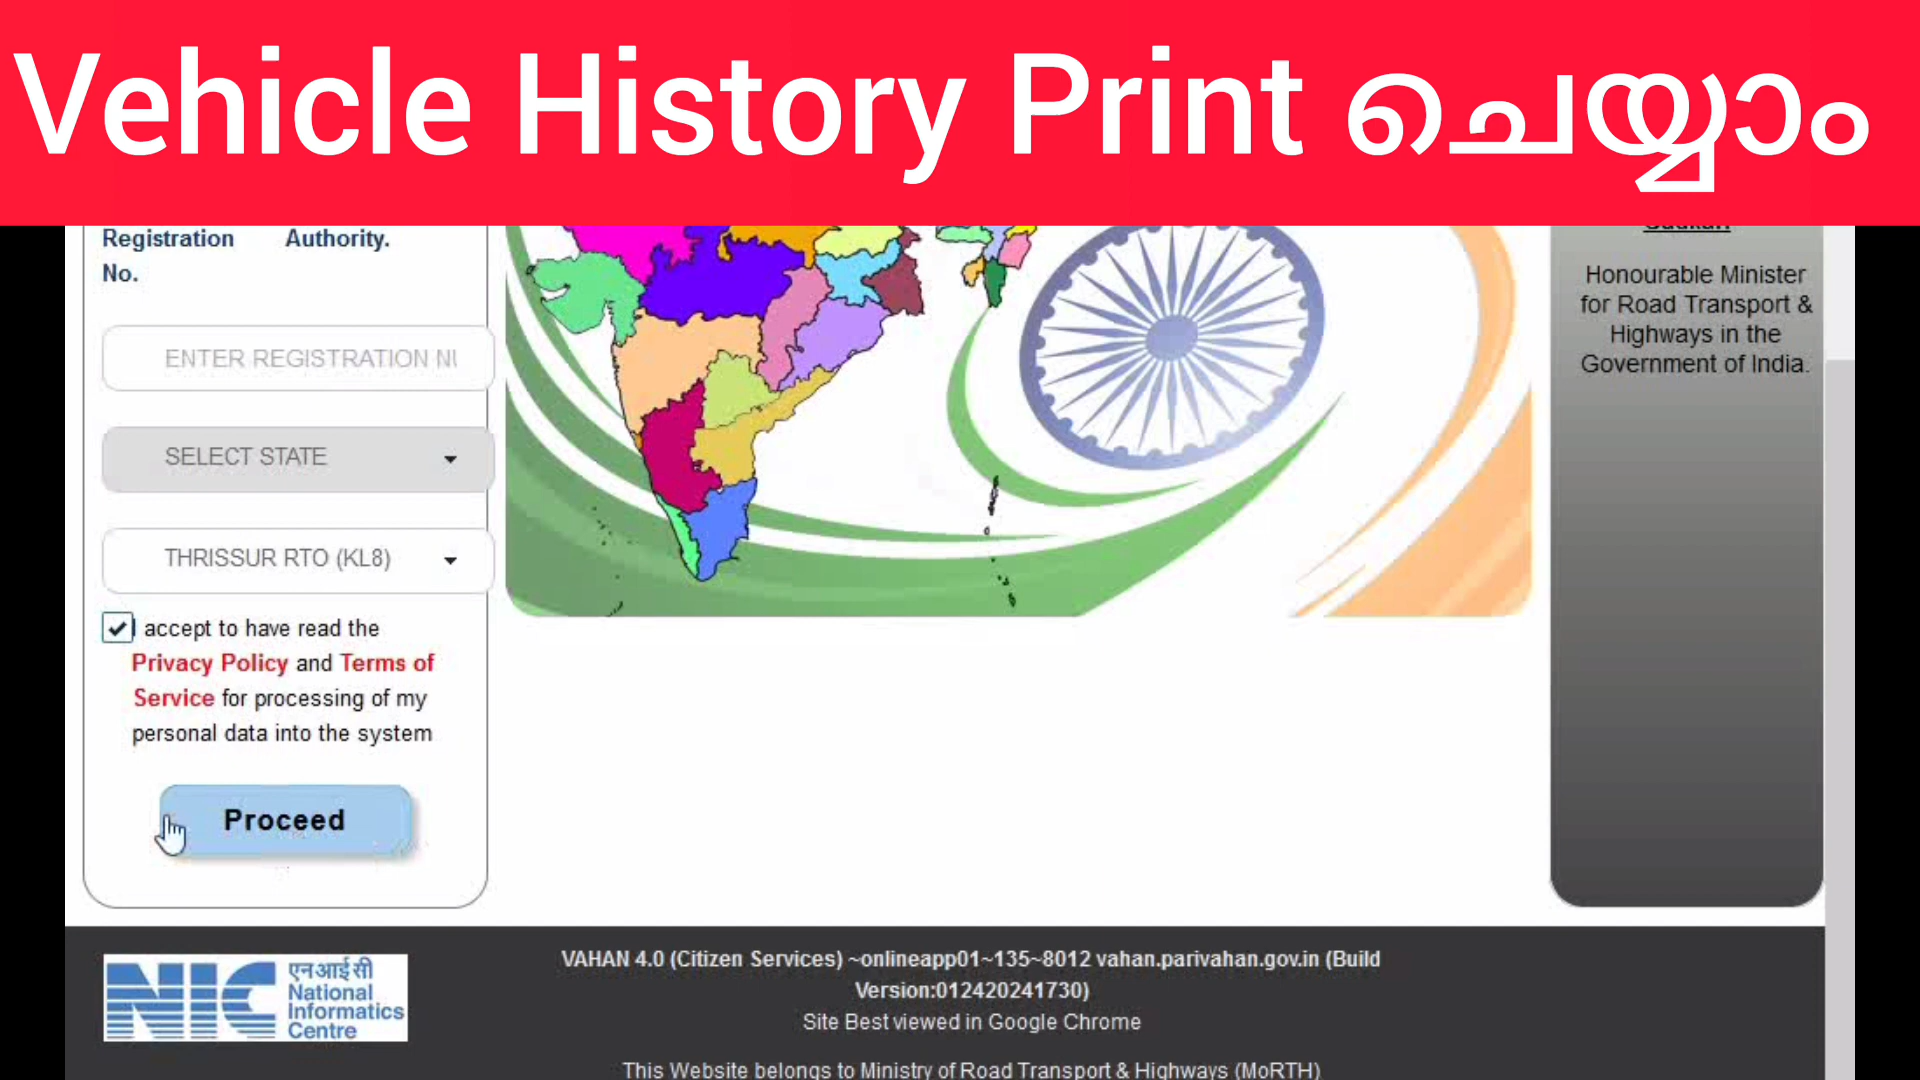 Vehicle History Print ചെയ്യാം
Registration Authority.
No.
ENTER REGISTRATION
SELECT STATE
THRISSUR RTO (KL8)
I accept to have read the
Privacy Policy and Terms of
Service for processing of my
personal data into the system
Proceed
Honourable Minister
for Road Transport &
Highways in the
Government of India.
NIC
एनआईसी
National
Informatics
Centre
VAHAN 4.0 (Citizen Services) ~onlineapp01~135~8012 vahan.parivahan.gov.in (Build
Version:012420241730)
Site Best viewed in Google Chrome
This Website belongs to Ministry of Road Transport & Highways (MoRTH)